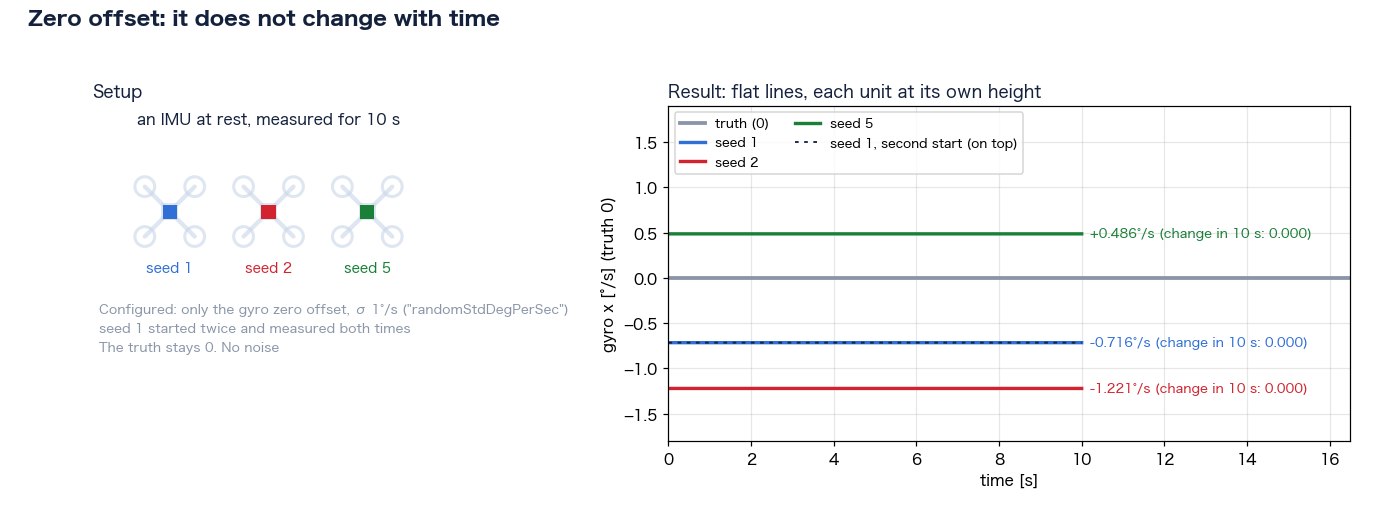 Zero offset: it does not change with time
Setup
an IMU at rest, measured for 10 s
seed 1
seed 2
seed 5
Configured: only the gyro zero offset, σ 1°/s ("randomStdDegPerSec")
seed 1 started twice and measured both times
The truth stays 0. No noise
Result: flat lines, each unit at its own height
truth (0)
seed 1
seed 2
seed 5
seed 1, second start (on top)
gyro x [°/s] (truth 0)
1.5
1.0
0.5
0.0
−0.5
−1.0
−1.5
+0.486°/s (change in 10 s: 0.000)
-0.716°/s (change in 10 s: 0.000)
-1.221°/s (change in 10 s: 0.000)
0 2 4 6 8 10 12 14 16
time [s]